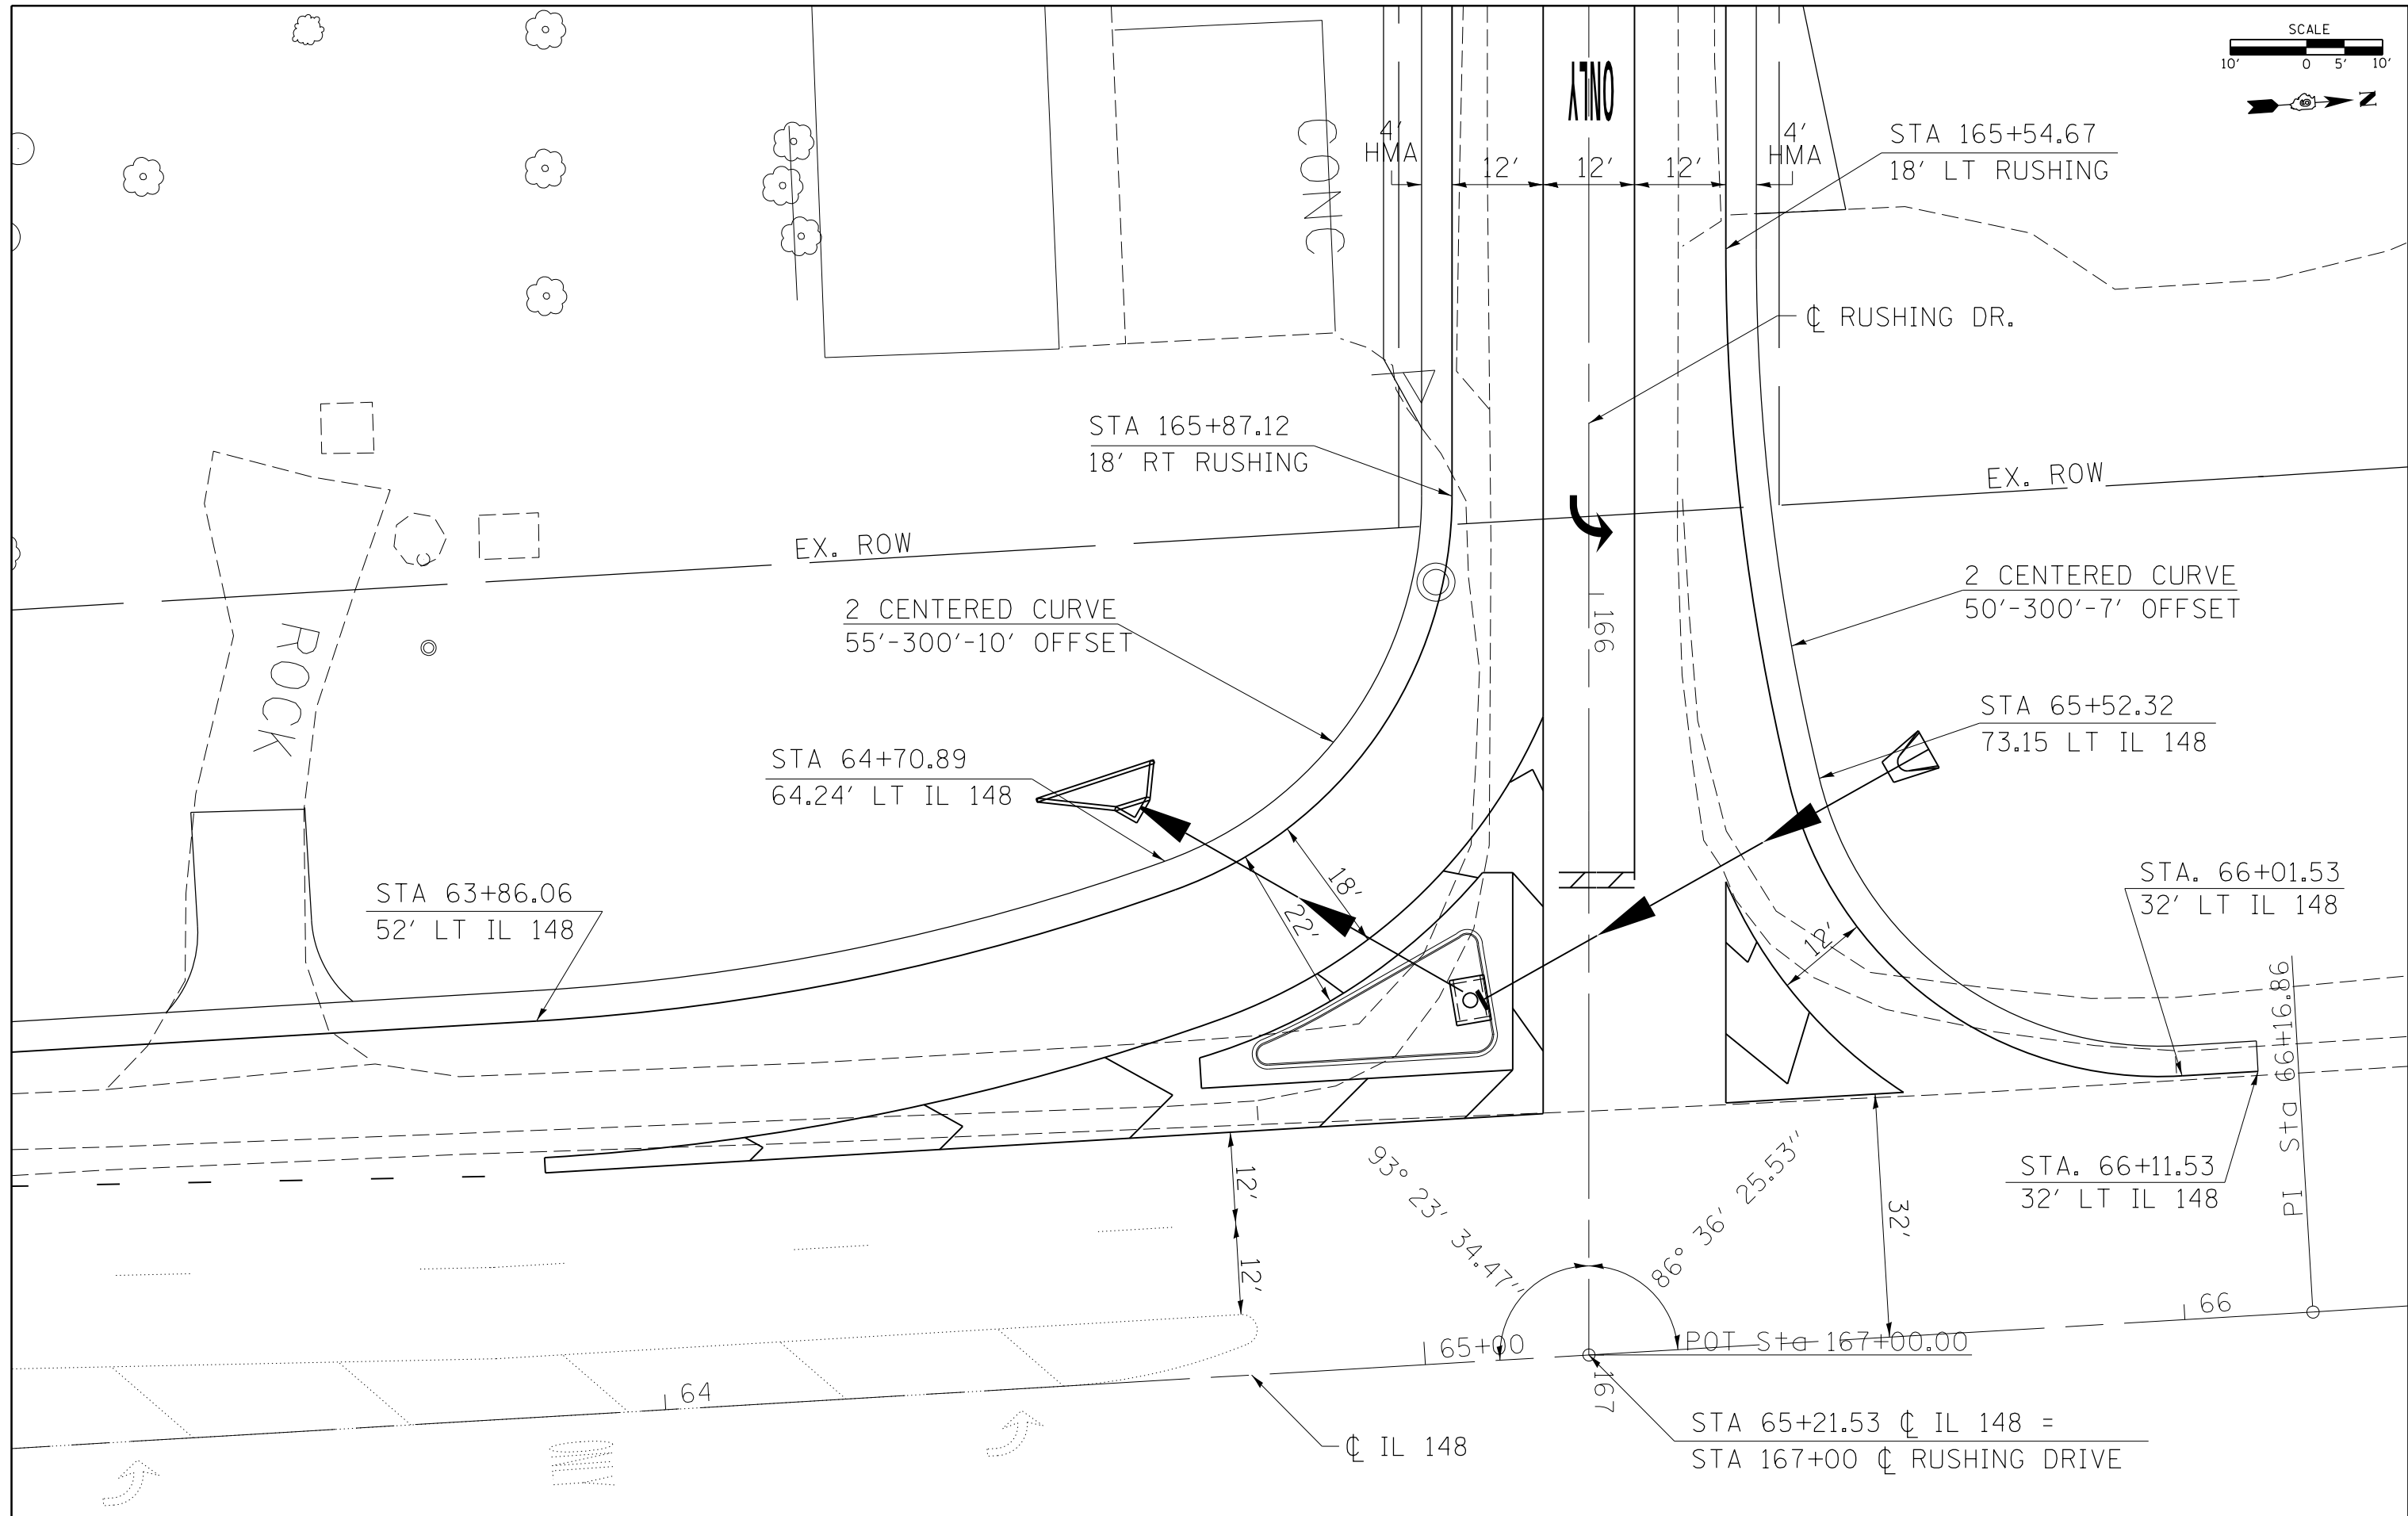 SCALE
10' 0 5' 10'
N
ONLY
4'
HMA
12'
12'
12'
4'
HMA
STA 165+54.67
18' LT RUSHING
CONC
℄ RUSHING DR.
STA 165+87.12
18' RT RUSHING
EX. ROW
EX. ROW
2 CENTERED CURVE
50'-300'-7' OFFSET
2 CENTERED CURVE
55'-300'-10' OFFSET
166
ROCK
STA 65+52.32
73.15 LT IL 148
STA 64+70.89
64.24' LT IL 148
STA. 66+01.53
32' LT IL 148
STA 63+86.06
52' LT IL 148
18'
22'
12'
PI Sta 66+16.86
STA. 66+11.53
32' LT IL 148
93° 23' 34.47''
86° 36' 25.53''
12'
12'
32'
66
65+00
POT Sta 167+00.00
64
167
STA 65+21.53 ℄ IL 148 =
STA 167+00 ℄ RUSHING DRIVE
℄ IL 148
ONLY